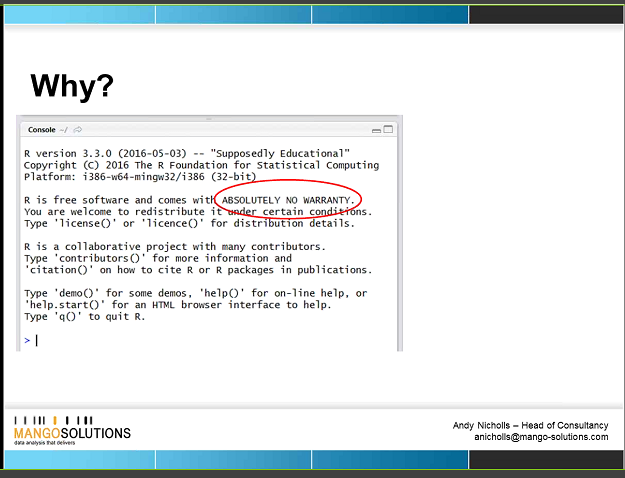 Why?
Console ~/
R version 3.3.0 (2016-05-03) -- "Supposedly Educational"
Copyright (C) 2016 The R Foundation for Statistical Computing
Platform: i386-w64-mingw32/i386 (32-bit)
R is free software and comes with ABSOLUTELY NO WARRANTY.
You are welcome to redistribute it under certain conditions.
Type 'license()' or 'licence()' for distribution details.
R is a collaborative project with many contributors.
Type 'contributors()' for more information and
'citation()' on how to cite R or R packages in publications.
Type 'demo()' for some demos, 'help()' for on-line help, or
'help.start()' for an HTML browser interface to help.
Type 'q()' to quit R.
>
MANGOSOLUTIONS
data analysis that delivers
Andy Nicholls – Head of Consultancy
anicholls@mango-solutions.com